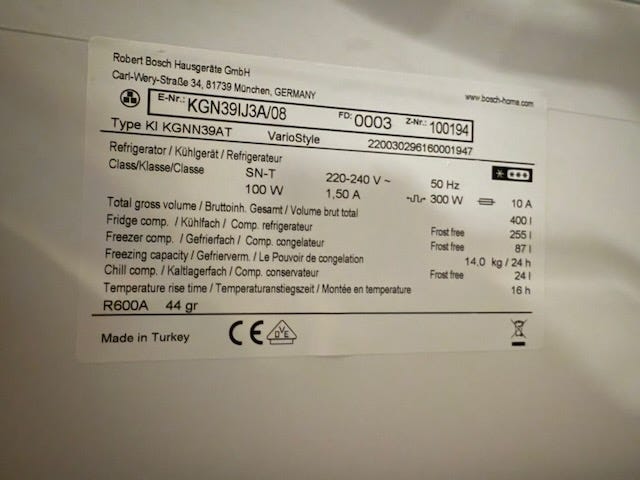 Robert Bosch Hausgeräte GmbH
Carl-Wery-Straße 34, 81739 München, GERMANY
www.bosch-home.com
E-Nr.: KGN39IJ3A/08 FD: 0003 Z-Nr.: 100194
Type KI KGNN39AT VarioStyle 220030296160001947
Refrigerator / Kühlgerät / Refrigerateur
Class/Klasse/Classe SN-T 220-240 V ~ 50 Hz
100 W 1,50 A 300 W 10 A
Total gross volume / Bruttoinh. Gesamt / Volume brut total 400 l
Fridge comp. / Kühlfach / Comp. refrigerateur Frost free 255 l
Freezer comp. / Gefrierfach / Comp. congelateur Frost free 87 l
Freezing capacity / Gefrierverm. / Le Pouvoir de congelation 14,0 kg / 24 h
Chill comp. / Kaltlagerfach / Comp. conservateur Frost free 24 l
Temperature rise time / Temperaturanstiegszeit / Montée en temperature 16 h
R600A 44 gr
Made in Turkey CE DVE